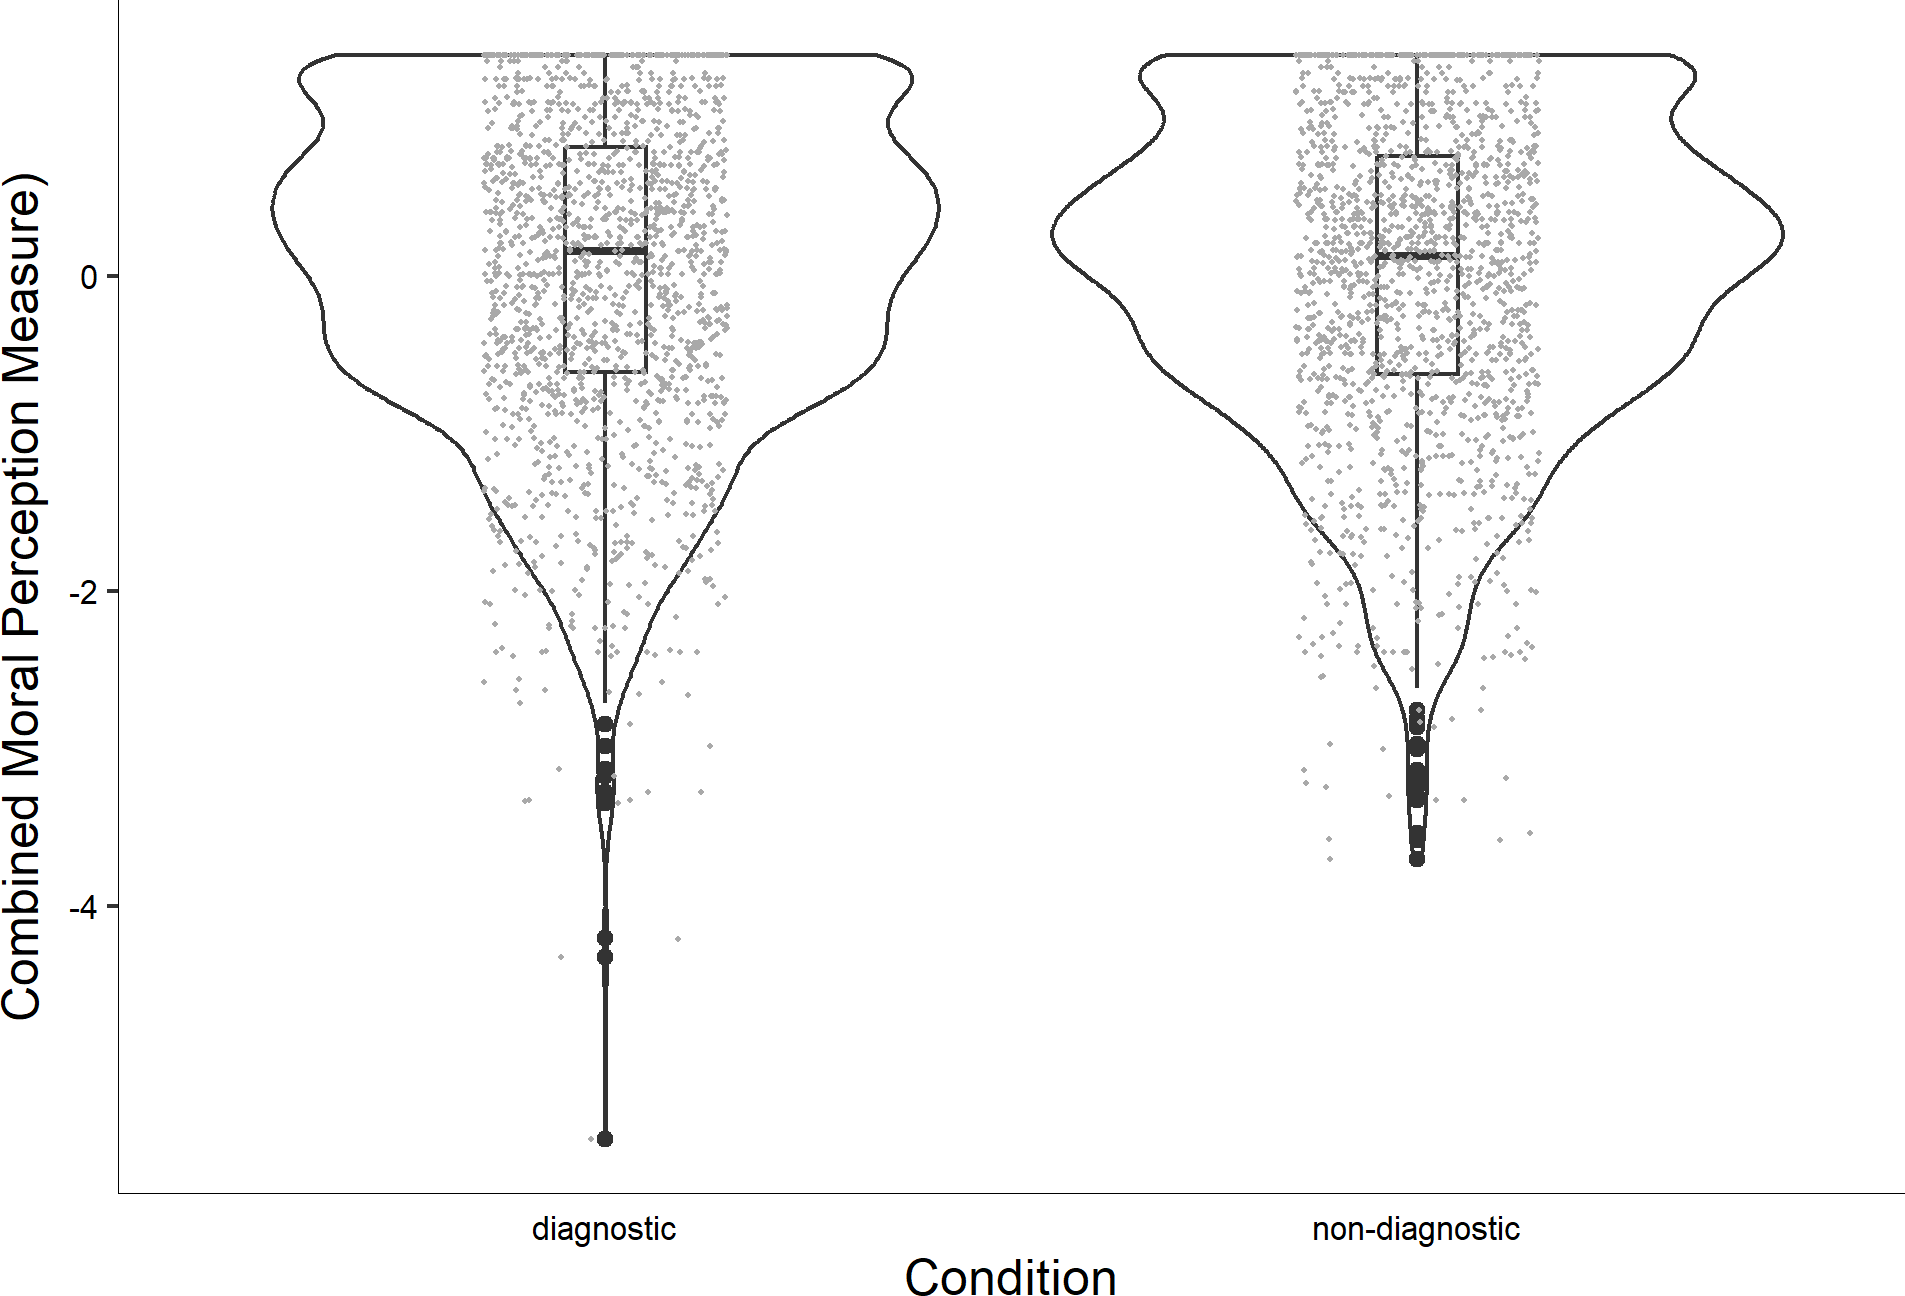 Combined Moral Perception Measure)
0
-2
-4
diagnostic
non-diagnostic
Condition